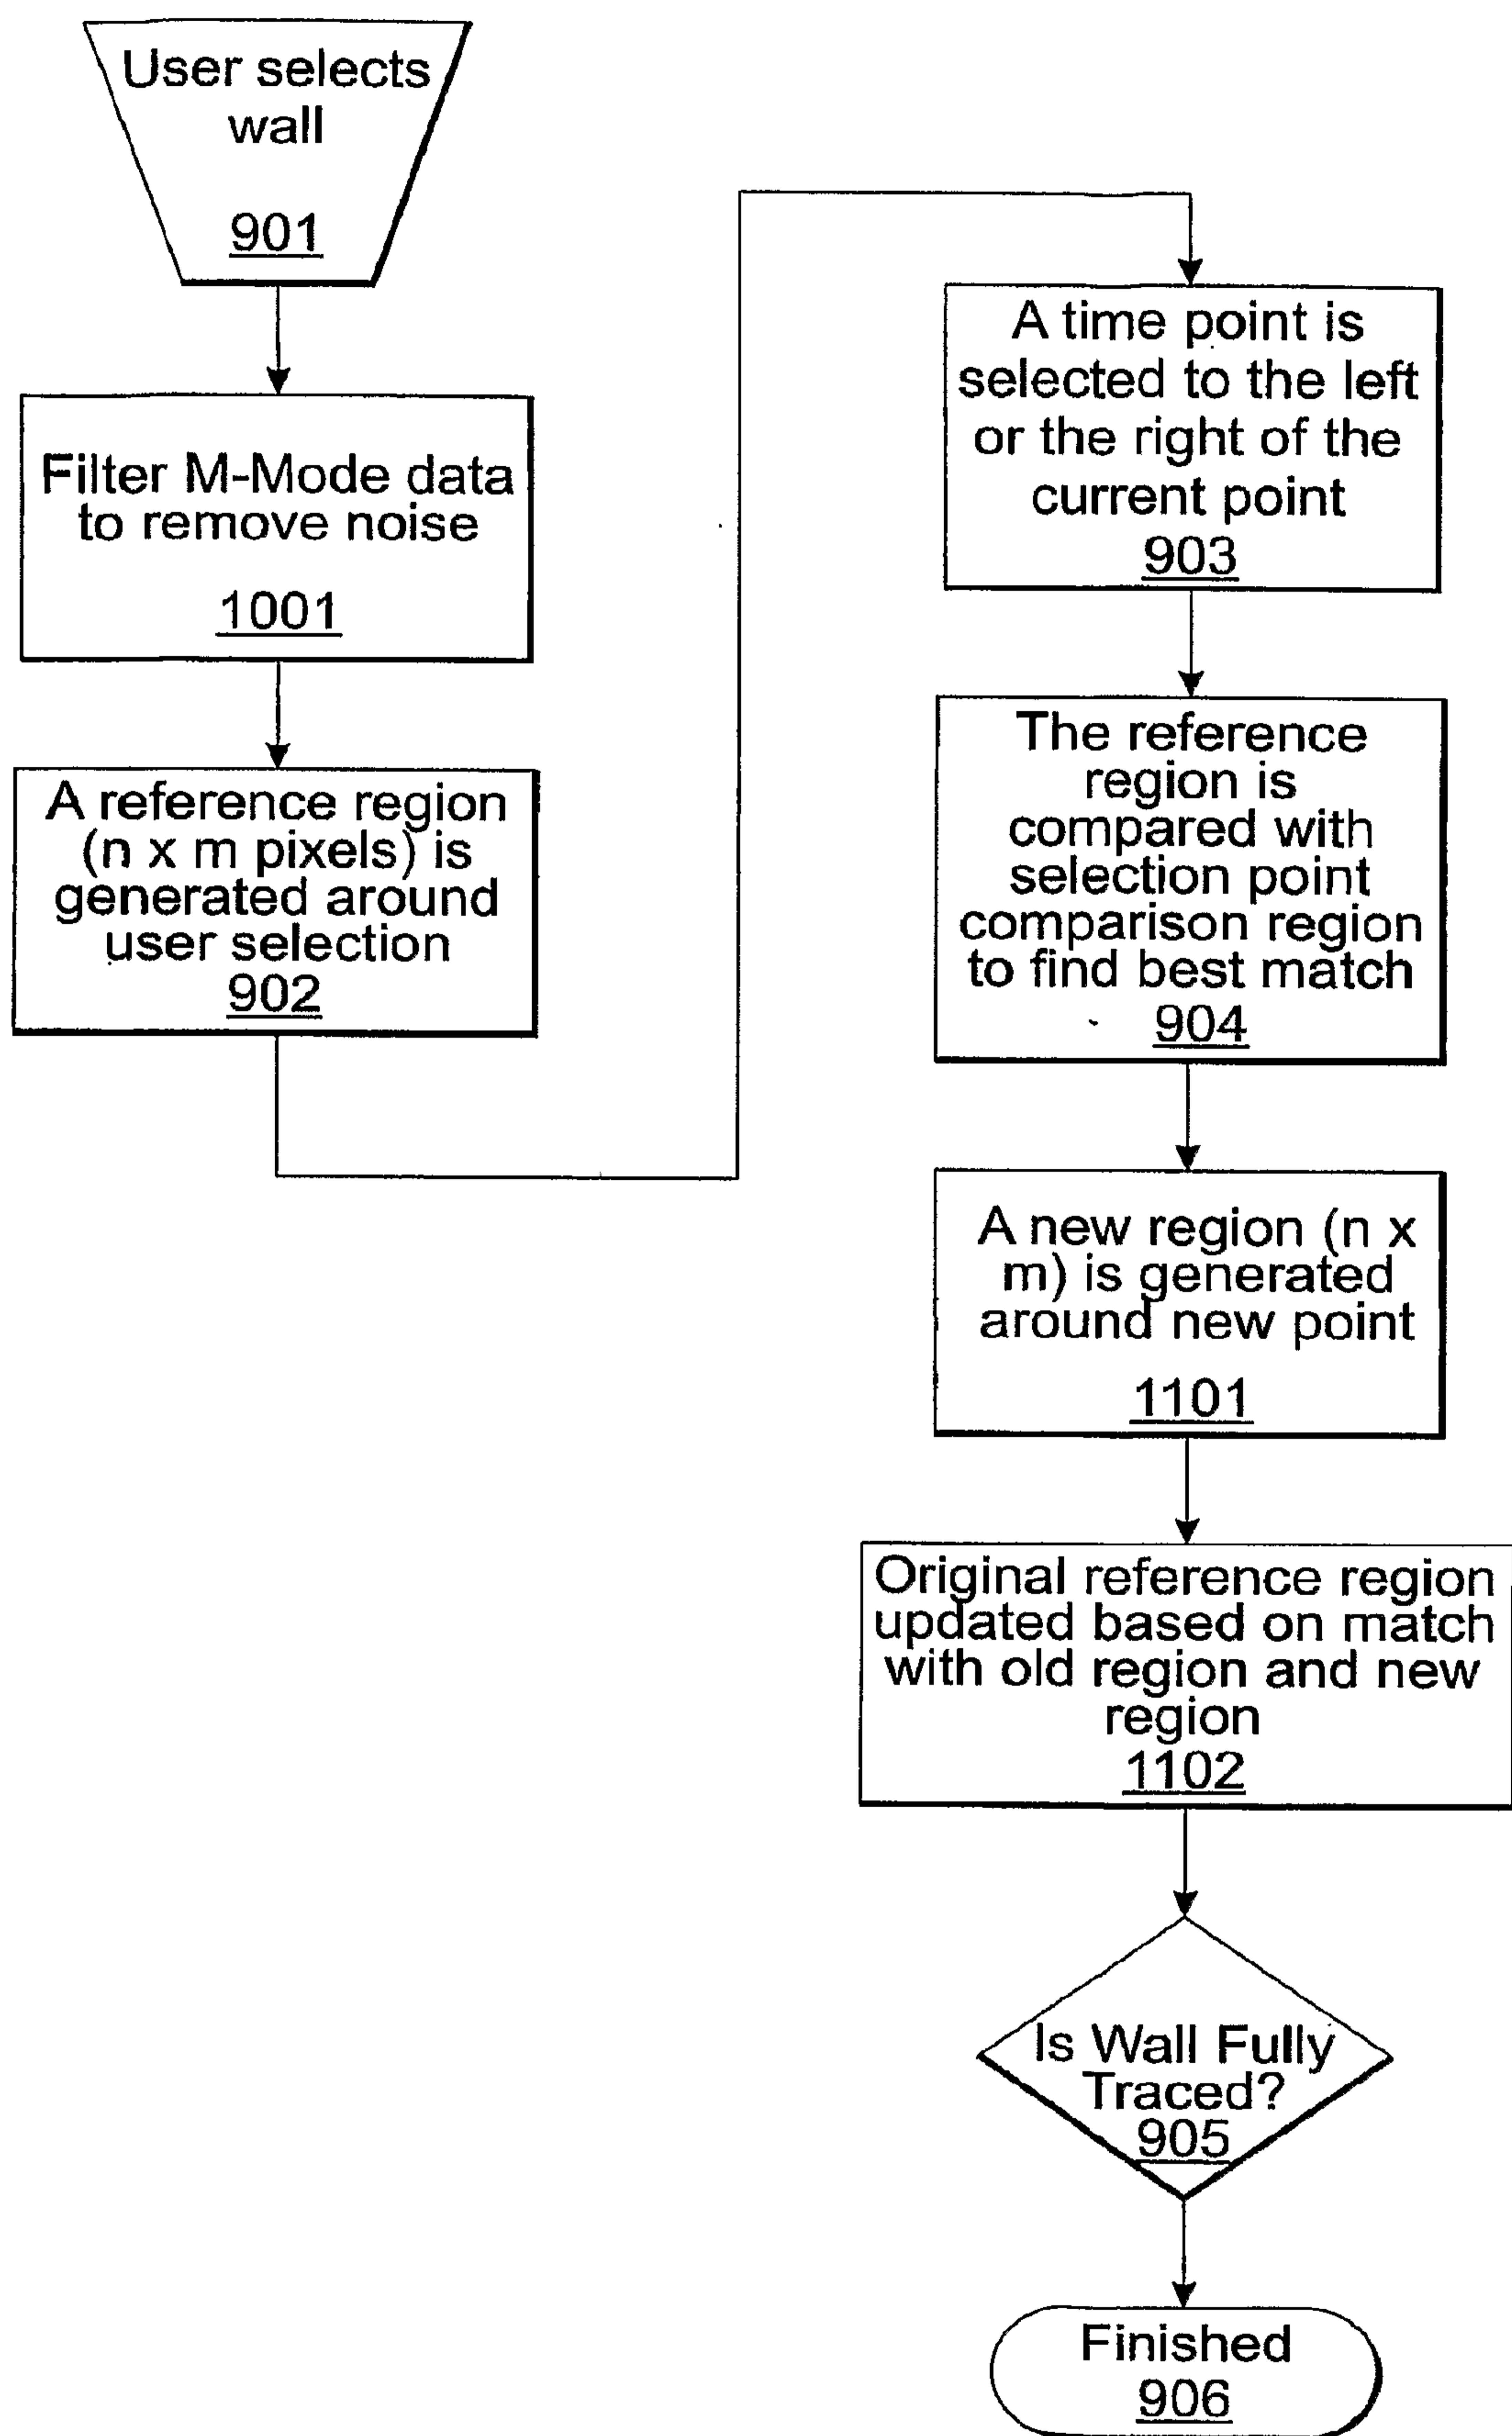 User selects
wall
901
Filter M-Mode data
to remove noise
1001
A reference region
(n x m pixels) is
generated around
user selection
902
A time point is
selected to the left
or the right of the
current point
903
The reference
region is
compared with
selection point
comparison region
to find best match
904
A new region (n x
m) is generated
around new point
1101
Original reference region
updated based on match
with old region and new
region
1102
Is Wall Fully
Traced?
905
Finished
906